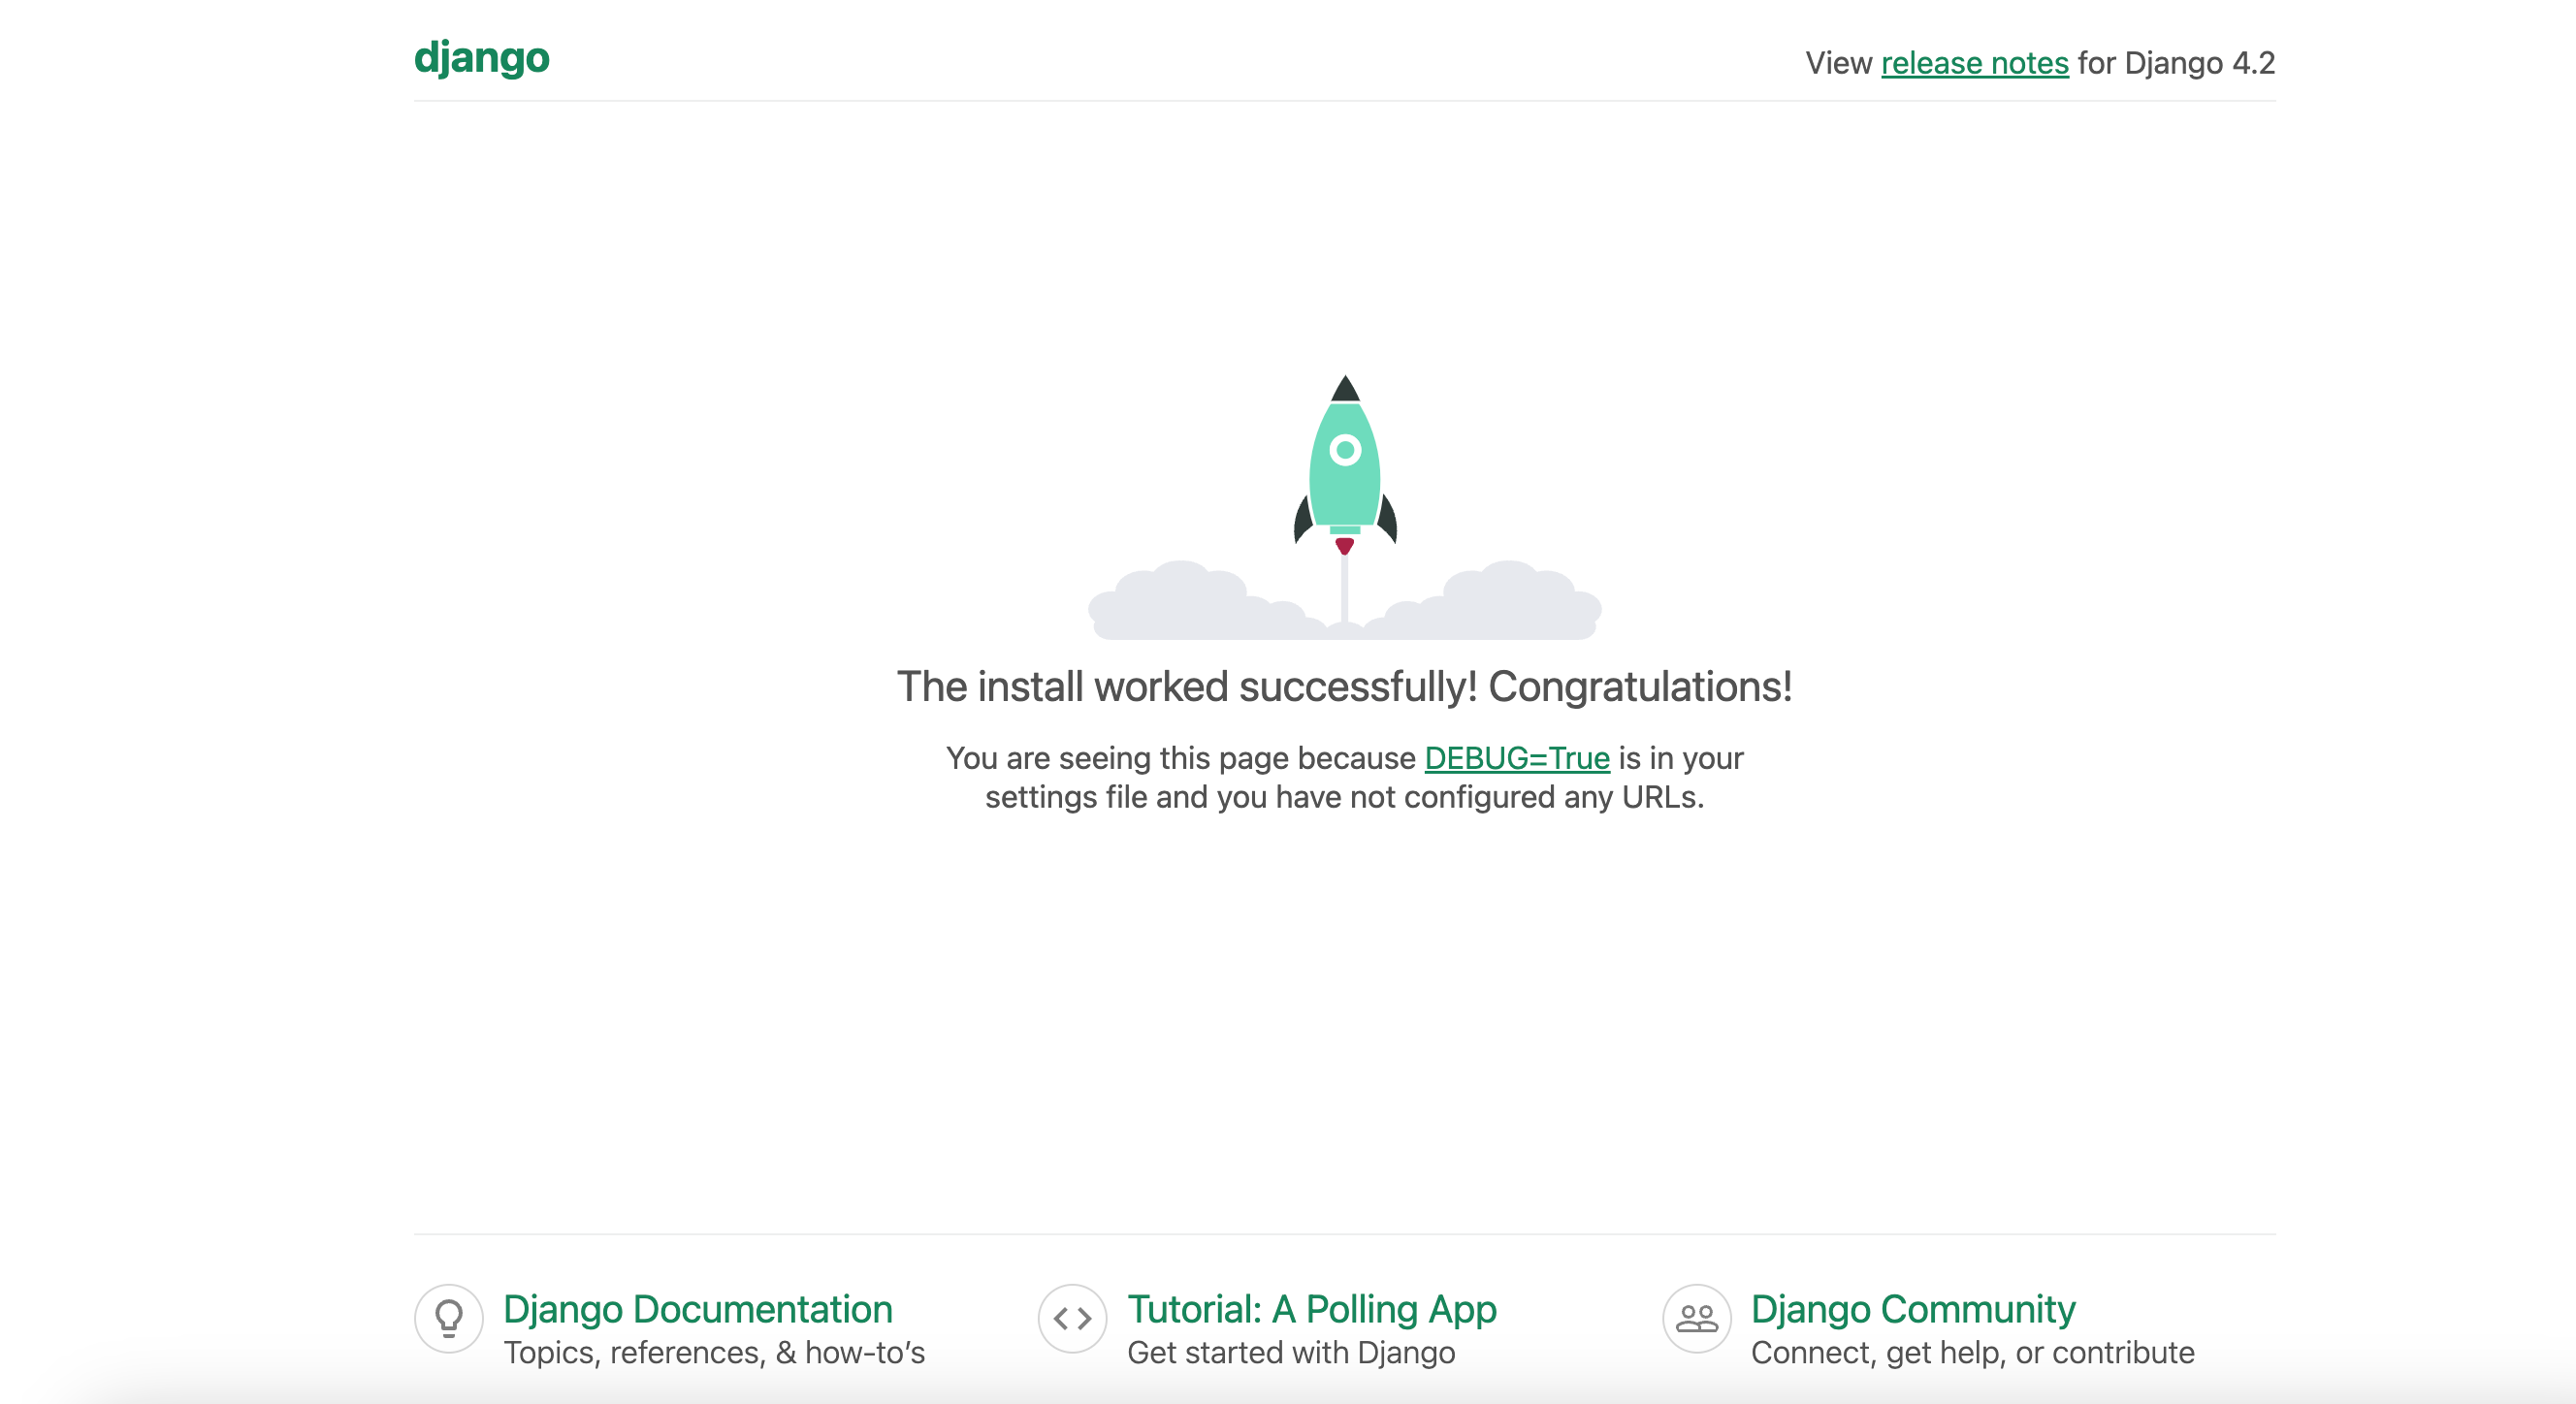 django
View release notes for Django 4.2
The install worked successfully! Congratulations!
You are seeing this page because DEBUG=True is in your
settings file and you have not configured any URLs.
Django Documentation
Topics, references, & how-to’s
Tutorial: A Polling App
Get started with Django
Django Community
Connect, get help, or contribute